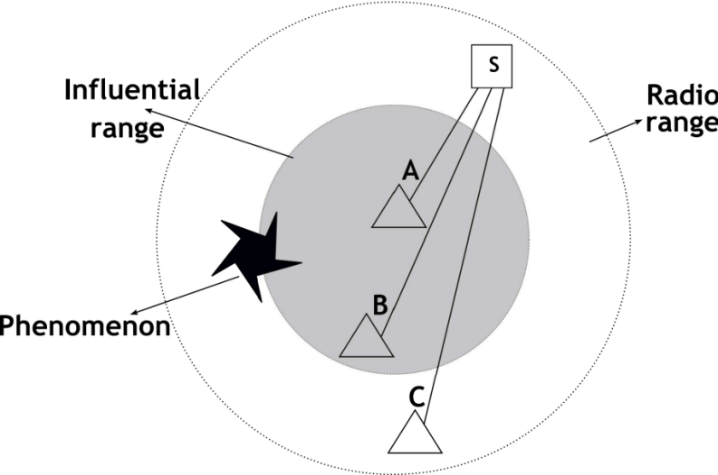 S
Influential
range
Radio
range
A
B
Phenomenon
C